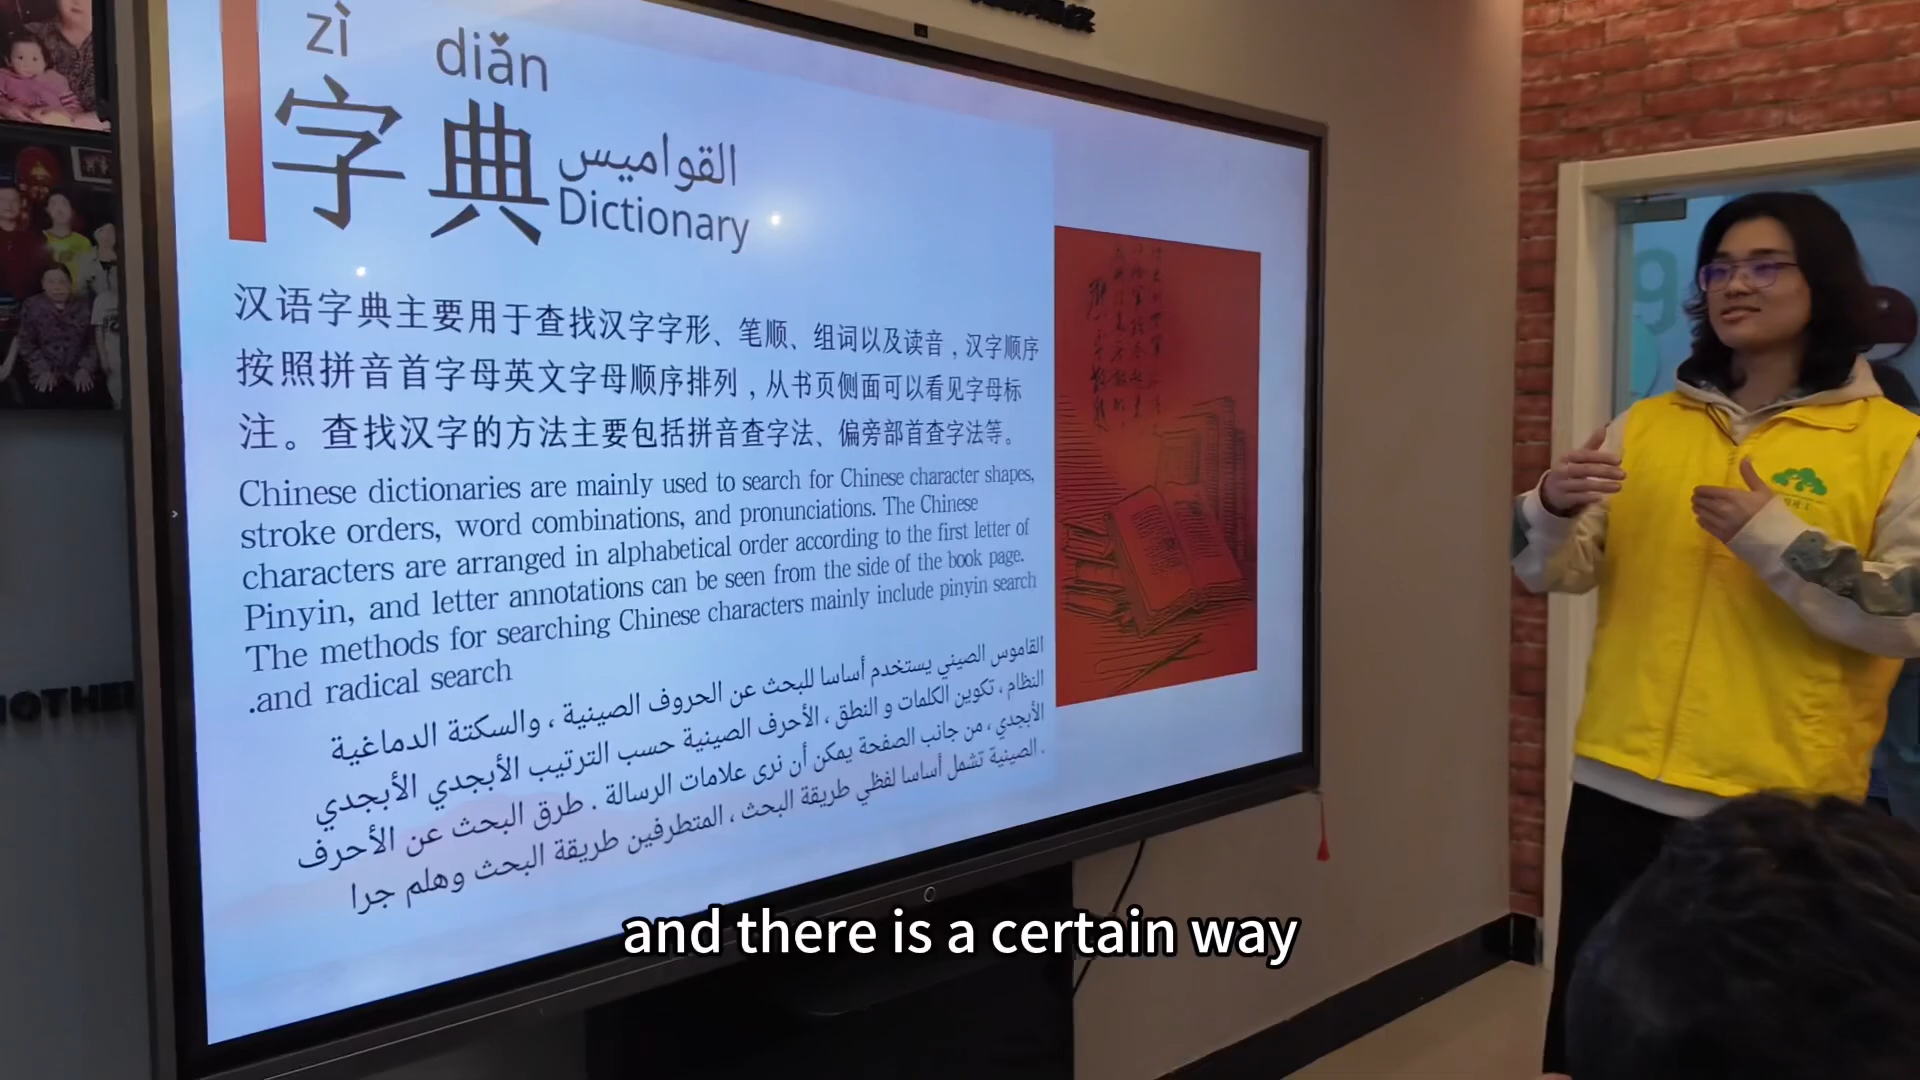 zì diǎn
字典
القواميس
Dictionary
汉语字典主要用于查找汉字字形、笔顺、组词以及读音，汉字顺序
按照拼音首字母英文字母顺序排列，从书页侧面可以看见字母标
注。查找汉字的方法主要包括拼音查字法、偏旁部首查字法等。
Chinese dictionaries are mainly used to search for Chinese character shapes,
stroke orders, word combinations, and pronunciations. The Chinese
characters are arranged in alphabetical order according to the first letter of
Pinyin, and letter annotations can be seen from the side of the book page.
The methods for searching Chinese characters mainly include pinyin search
.and radical search
القاموس الصيني يستخدم أساسا للبحث عن الحروف الصينية ، والسكتة الدماغية
النظام ، تكوين الكلمات و النطق ، الأحرف الصينية حسب الترتيب الأبجدي الأبجدي
الأبجدي ، من جانب الصفحة يمكن أن نرى علامات الرسالة . طرق البحث عن الأحرف
. الصينية تشمل أساسا لفظي طريقة البحث ، المتطرفين طريقة البحث وهلم جرا
and there is a certain way